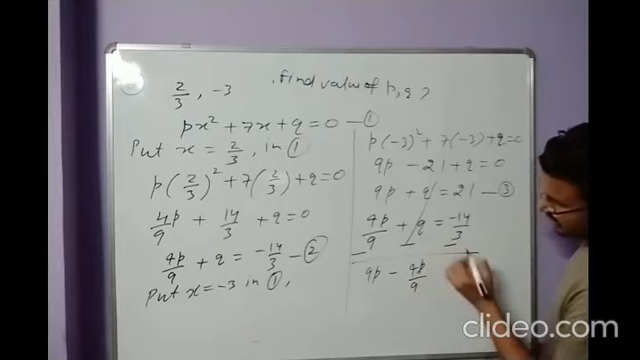 2/3 , -3 . find value of p, q ?
px² + 7x + q = 0 — ①
Put x = 2/3 , in ①
p(2/3)² + 7(2/3) + q = 0
4p/9 + 14/3 + q = 0
4p/9 + q = -14/3 — ②
Put x = -3 in ①,
p(-3)² + 7(-3) + q = 0
9p - 21 + q = 0
9p + q = 21 — ③
4p/9 + q = -14/3
— — —
9p - 4p/9
clideo.com